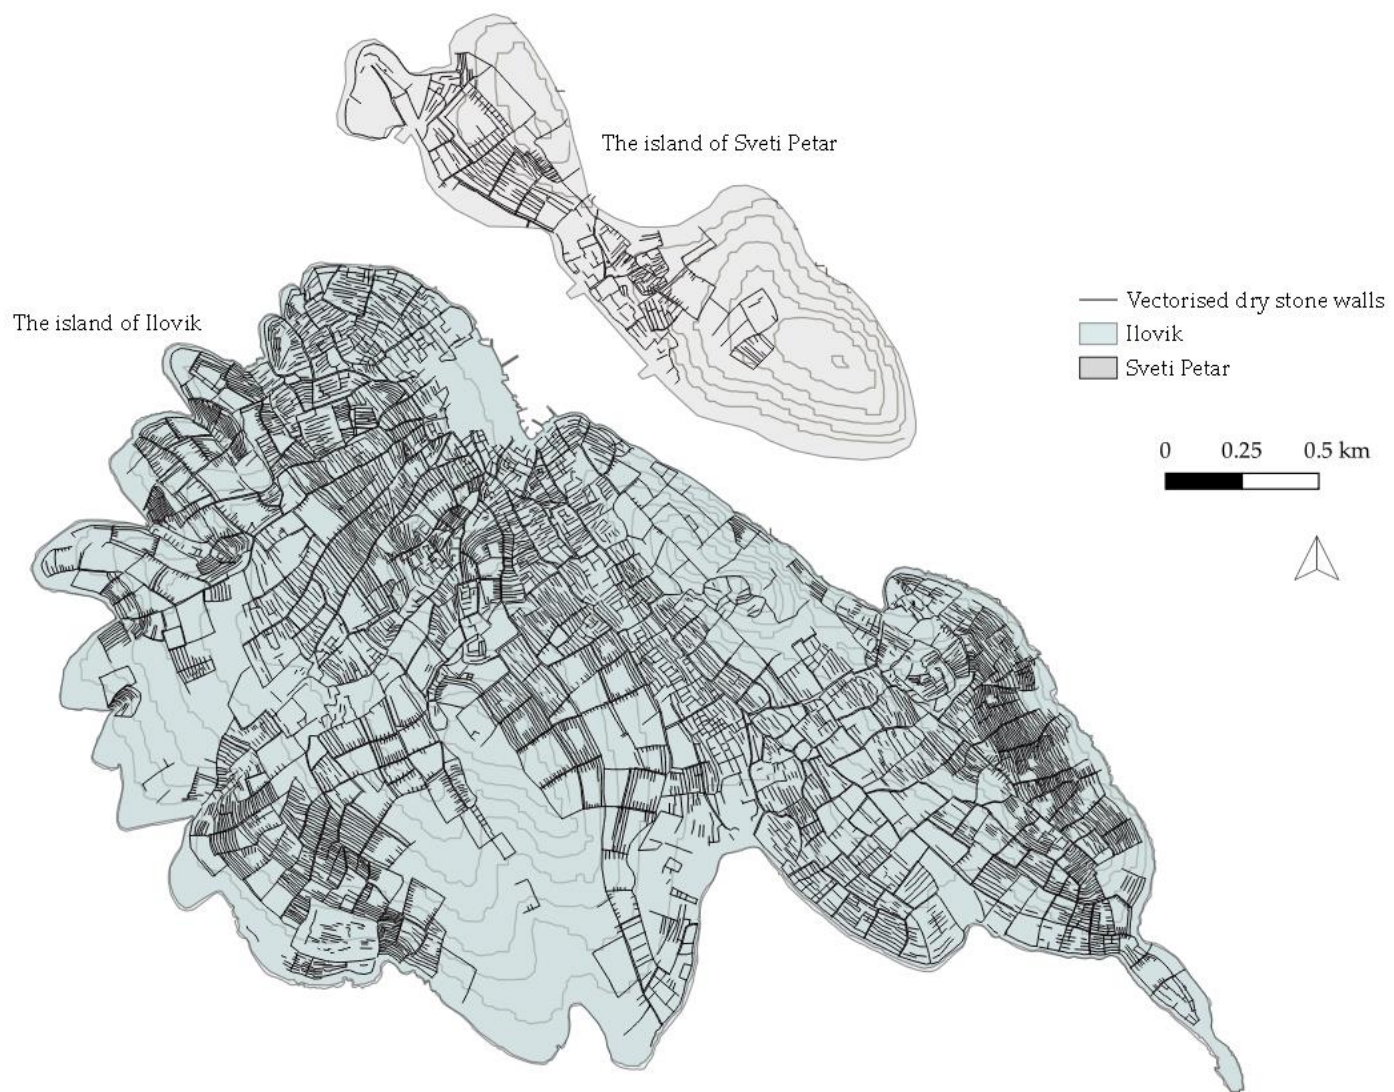 The island of Sveti Petar
The island of Ilovik
Vectorised dry stone walls
Ilovik
Sveti Petar
0 0.25 0.5 km